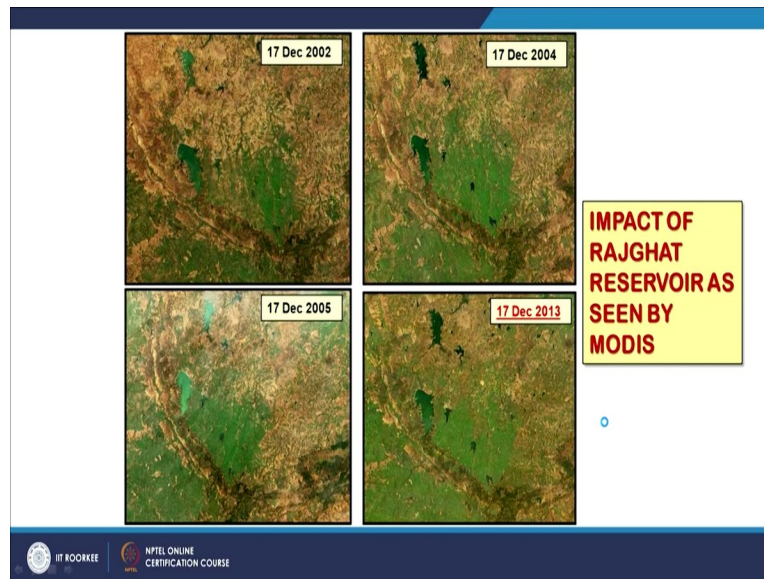 17 Dec 2002
17 Dec 2004
17 Dec 2005
17 Dec 2013
IMPACT OF
RAJGHAT
RESERVOIR AS
SEEN BY
MODIS
IIT ROORKEE
NPTEL ONLINE
CERTIFICATION COURSE
NPTEL